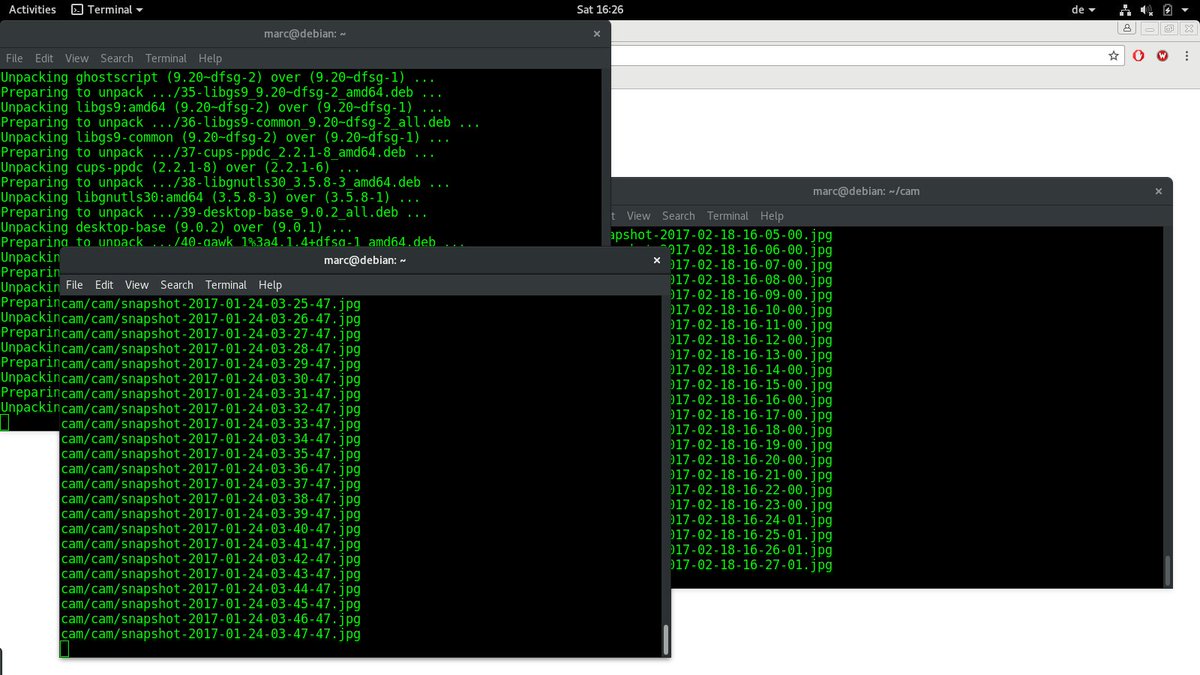 Activities Terminal Sat 16:26 de
marc@debian: ~
File Edit View Search Terminal Help
Unpacking ghostscript (9.20~dfsg-2) over (9.20~dfsg-1) ...
Preparing to unpack .../35-libgs9_9.20~dfsg-2_amd64.deb ...
Unpacking libgs9:amd64 (9.20~dfsg-2) over (9.20~dfsg-1) ...
Preparing to unpack .../36-libgs9-common_9.20~dfsg-2_all.deb ...
Unpacking libgs9-common (9.20~dfsg-2) over (9.20~dfsg-1) ...
Preparing to unpack .../37-cups-ppdc_2.2.1-8_amd64.deb ...
Unpacking cups-ppdc (2.2.1-8) over (2.2.1-6) ...
Preparing to unpack .../38-libgnutls30_3.5.8-3_amd64.deb ...
Unpacking libgnutls30:amd64 (3.5.8-3) over (3.5.8-1) ...
Preparing to unpack .../39-desktop-base_9.0.2_all.deb ...
Unpacking desktop-base (9.0.2) over (9.0.1) ...
Preparing to unpack .../40-gawk_1%3a4.1.4+dfsg-1_amd64.deb ...
Unpackin
Preparin
Unpackin
Preparin
Unpackin
Preparin
Unpackin
Preparin
Unpackin
Preparin
Unpackin
marc@debian: ~
File Edit View Search Terminal Help
cam/cam/snapshot-2017-01-24-03-25-47.jpg
cam/cam/snapshot-2017-01-24-03-26-47.jpg
cam/cam/snapshot-2017-01-24-03-27-47.jpg
cam/cam/snapshot-2017-01-24-03-28-47.jpg
cam/cam/snapshot-2017-01-24-03-29-47.jpg
cam/cam/snapshot-2017-01-24-03-30-47.jpg
cam/cam/snapshot-2017-01-24-03-31-47.jpg
cam/cam/snapshot-2017-01-24-03-32-47.jpg
cam/cam/snapshot-2017-01-24-03-33-47.jpg
cam/cam/snapshot-2017-01-24-03-34-47.jpg
cam/cam/snapshot-2017-01-24-03-35-47.jpg
cam/cam/snapshot-2017-01-24-03-36-47.jpg
cam/cam/snapshot-2017-01-24-03-37-47.jpg
cam/cam/snapshot-2017-01-24-03-38-47.jpg
cam/cam/snapshot-2017-01-24-03-39-47.jpg
cam/cam/snapshot-2017-01-24-03-40-47.jpg
cam/cam/snapshot-2017-01-24-03-41-47.jpg
cam/cam/snapshot-2017-01-24-03-42-47.jpg
cam/cam/snapshot-2017-01-24-03-43-47.jpg
cam/cam/snapshot-2017-01-24-03-44-47.jpg
cam/cam/snapshot-2017-01-24-03-45-47.jpg
cam/cam/snapshot-2017-01-24-03-46-47.jpg
cam/cam/snapshot-2017-01-24-03-47-47.jpg
marc@debian: ~/cam
t View Search Terminal Help
apshot-2017-02-18-16-05-00.jpg
apshot-2017-02-18-16-06-00.jpg
017-02-18-16-07-00.jpg
017-02-18-16-08-00.jpg
017-02-18-16-09-00.jpg
017-02-18-16-10-00.jpg
017-02-18-16-11-00.jpg
017-02-18-16-12-00.jpg
017-02-18-16-13-00.jpg
017-02-18-16-14-00.jpg
017-02-18-16-15-00.jpg
017-02-18-16-16-00.jpg
017-02-18-16-17-00.jpg
017-02-18-16-18-00.jpg
017-02-18-16-19-00.jpg
017-02-18-16-20-00.jpg
017-02-18-16-21-00.jpg
017-02-18-16-22-00.jpg
017-02-18-16-23-00.jpg
017-02-18-16-24-01.jpg
017-02-18-16-25-01.jpg
017-02-18-16-26-01.jpg
017-02-18-16-27-01.jpg